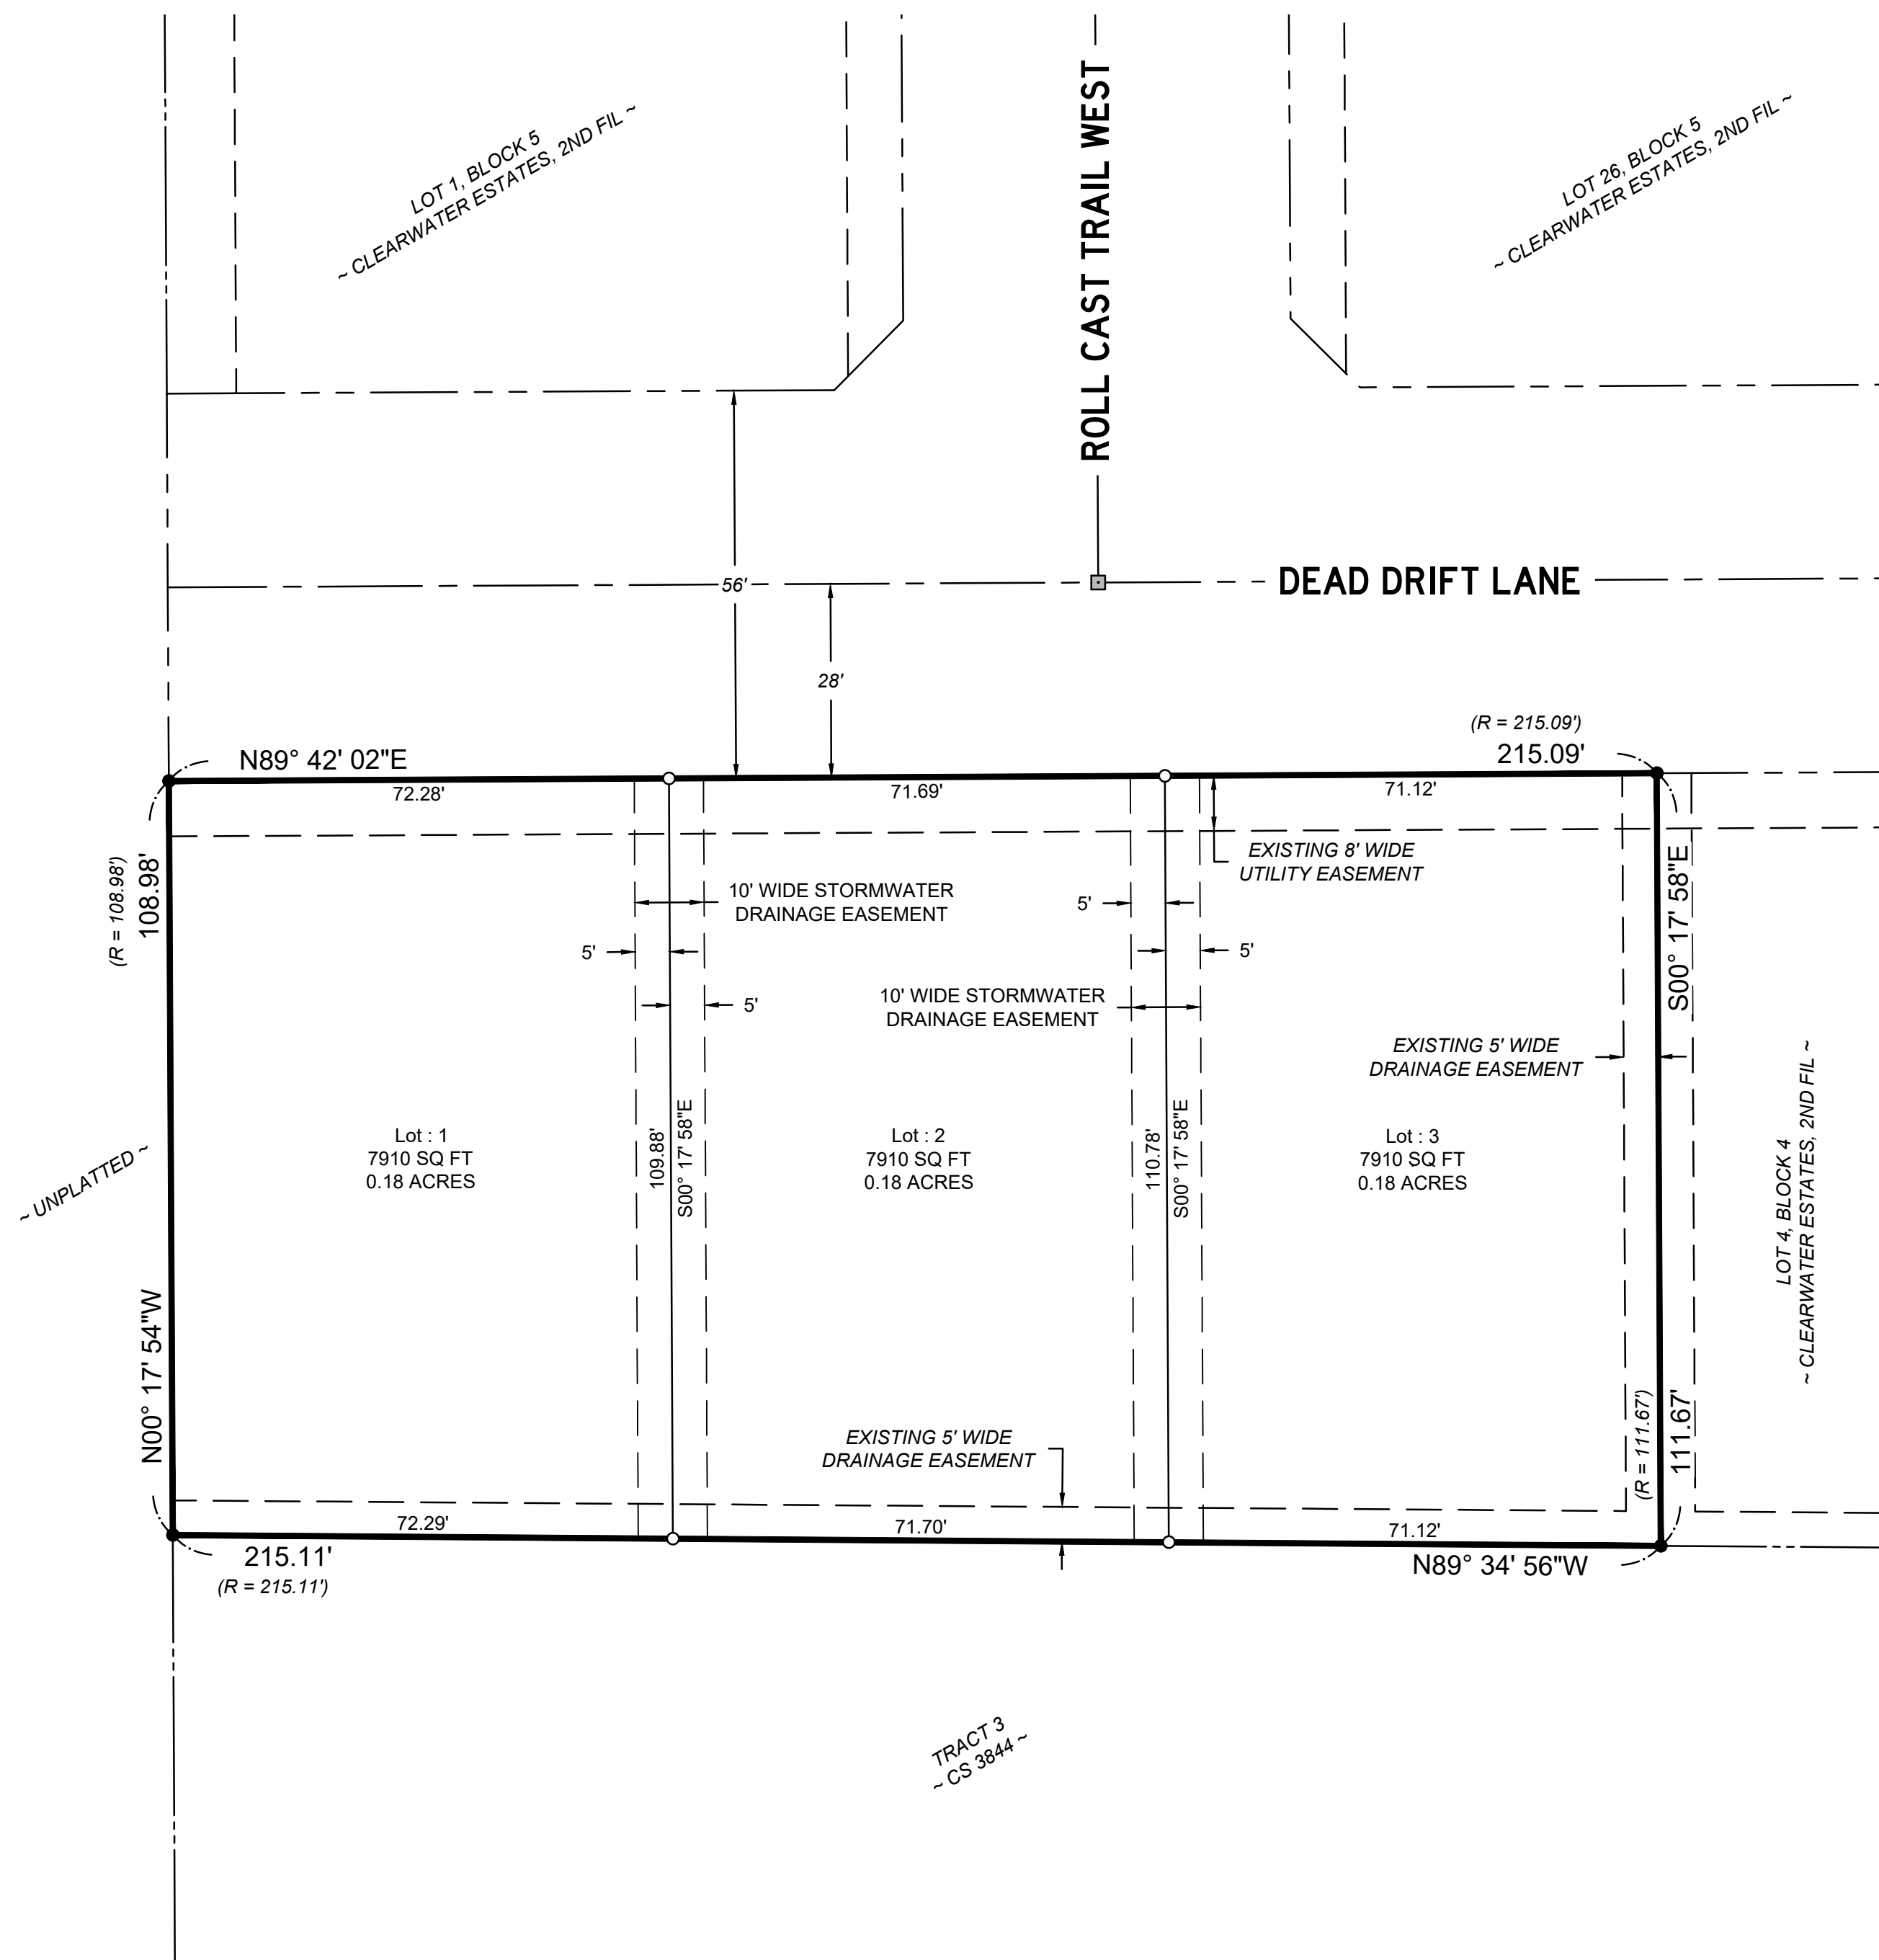 LOT 1, BLOCK 5
~ CLEARWATER ESTATES, 2ND FIL ~
ROLL CAST TRAIL WEST
LOT 26, BLOCK 5
~ CLEARWATER ESTATES, 2ND FIL ~
56'
DEAD DRIFT LANE
28'
(R = 215.09')
215.09'
N89° 42' 02"E
72.28'
71.69'
71.12'
(R = 108.98')
108.98'
EXISTING 8' WIDE
UTILITY EASEMENT
S00° 17' 58"E
10' WIDE STORMWATER
DRAINAGE EASEMENT
5'
5'
5'
5'
10' WIDE STORMWATER
DRAINAGE EASEMENT
EXISTING 5' WIDE
DRAINAGE EASEMENT
~ UNPLATTED ~
Lot : 1
7910 SQ FT
0.18 ACRES
109.88'
S00° 17' 58"E
Lot : 2
7910 SQ FT
0.18 ACRES
110.78'
S00° 17' 58"E
Lot : 3
7910 SQ FT
0.18 ACRES
LOT 4, BLOCK 4
~ CLEARWATER ESTATES, 2ND FIL ~
N00° 17' 54"W
EXISTING 5' WIDE
DRAINAGE EASEMENT
(R = 111.67')
111.67'
72.29'
71.70'
71.12'
215.11'
(R = 215.11')
N89° 34' 56"W
TRACT 3
~ CS 3844 ~